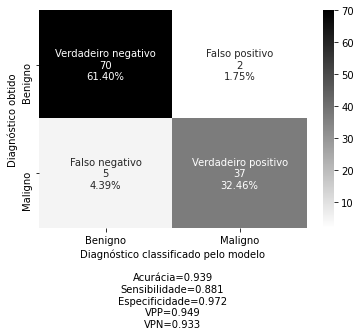 Verdadeiro negativo
70
61.40%
Falso positivo
2
1.75%
Falso negativo
5
4.39%
Verdadeiro positivo
37
32.46%
Benigno
Maligno
Diagnóstico obtido
Benigno
Maligno
Diagnóstico classificado pelo modelo
Acurácia=0.939
Sensibilidade=0.881
Especificidade=0.972
VPP=0.949
VPN=0.933
70
60
50
40
30
20
10